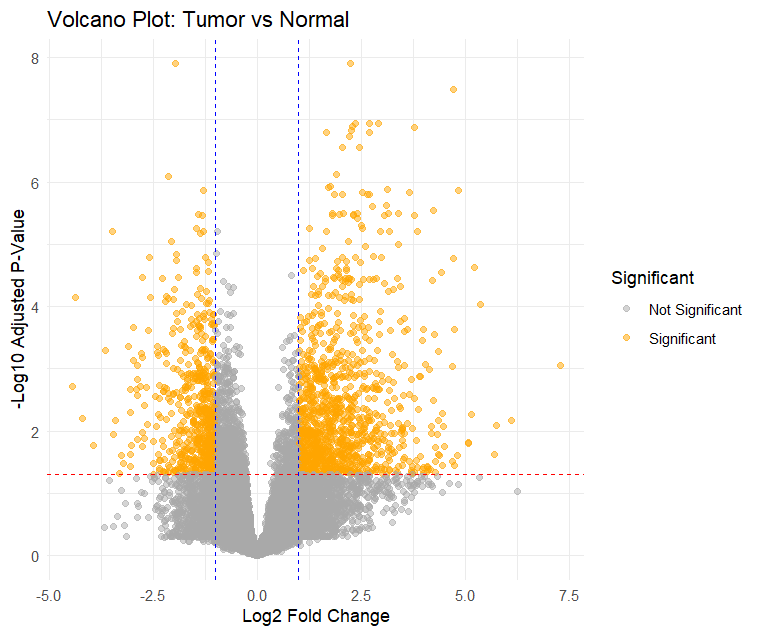 Volcano Plot: Tumor vs Normal
8
6
4
2
0
-Log10 Adjusted P-Value
-5.0
-2.5
0.0
2.5
5.0
7.5
Log2 Fold Change
Significant
Not Significant
Significant